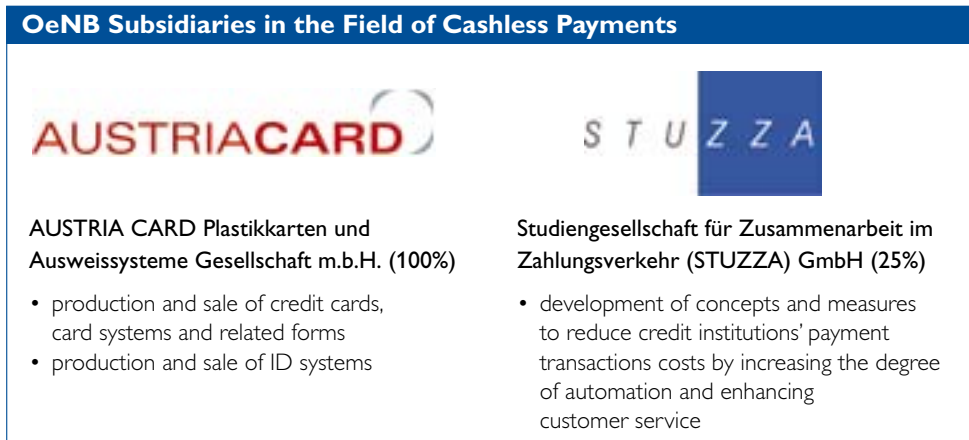 OeNB Subsidiaries in the Field of Cashless Payments
AUSTRIACARD
AUSTRIA CARD Plastikkarten und
Ausweissysteme Gesellschaft m.b.H. (100%)
• production and sale of credit cards,
card systems and related forms
• production and sale of ID systems
STUZZA
Studiengesellschaft für Zusammenarbeit im
Zahlungsverkehr (STUZZA) GmbH (25%)
• development of concepts and measures
to reduce credit institutions’ payment
transactions costs by increasing the degree
of automation and enhancing
customer service